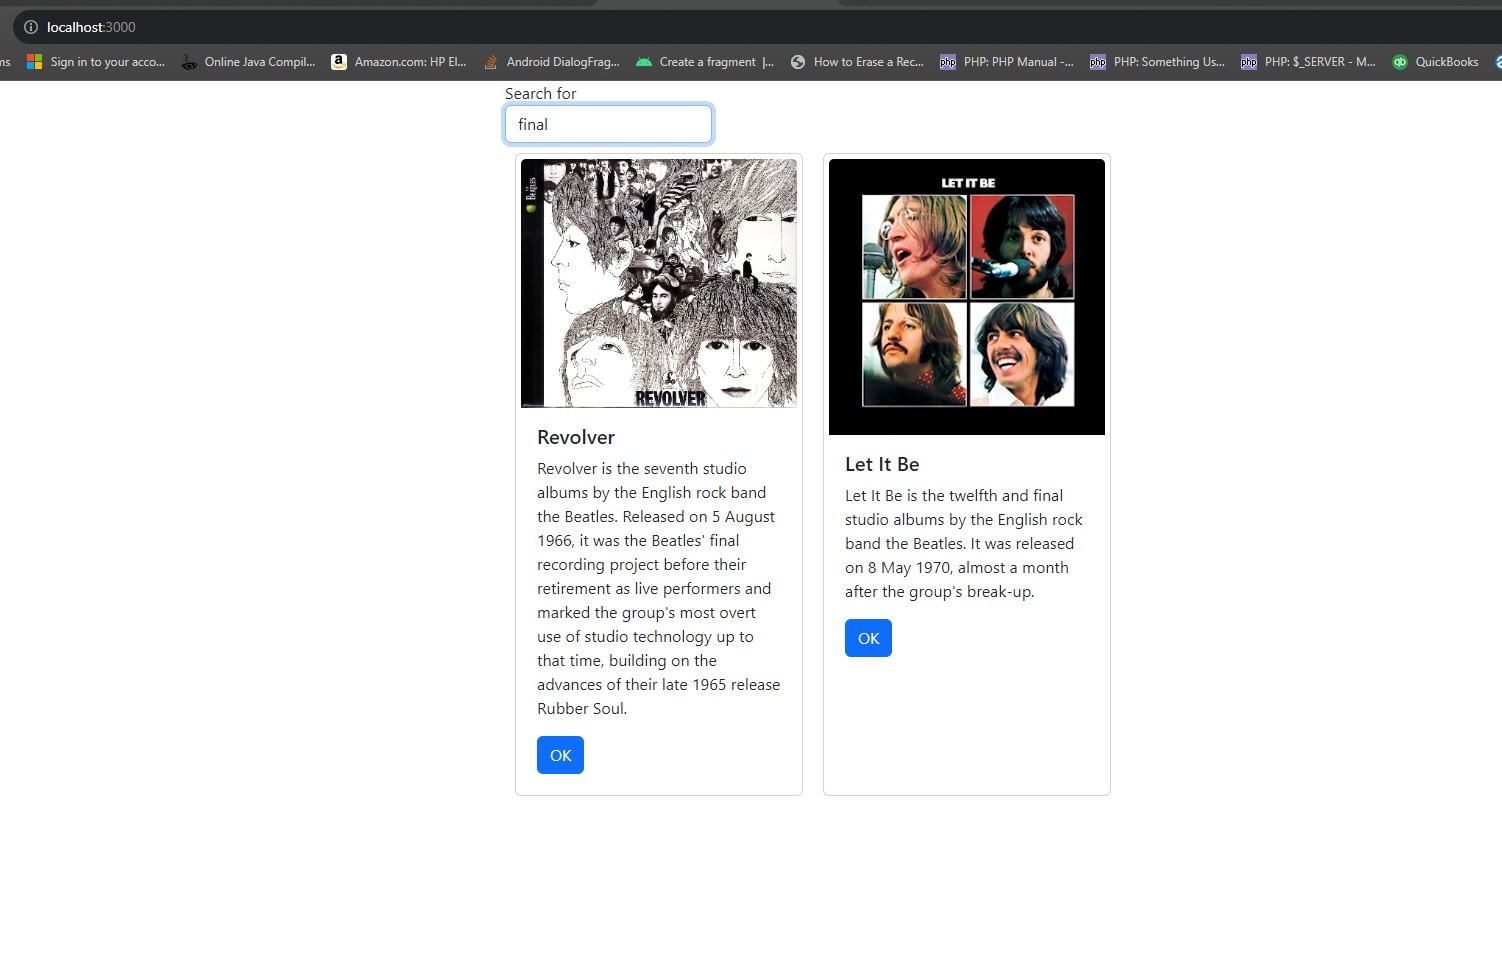 localhost:3000
ms
Sign in to your acco...
Online Java Compil...
Amazon.com: HP El...
Android DialogFrag...
Create a fragment |...
How to Erase a Rec...
php
PHP: PHP Manual -...
php
PHP: Something Us...
php
PHP: $_SERVER - M...
qb
QuickBooks
Search for
final
REVOLVER
Revolver
Revolver is the seventh studio
albums by the English rock band
the Beatles. Released on 5 August
1966, it was the Beatles' final
recording project before their
retirement as live performers and
marked the group's most overt
use of studio technology up to
that time, building on the
advances of their late 1965 release
Rubber Soul.
OK
LET IT BE
Let It Be
Let It Be is the twelfth and final
studio albums by the English rock
band the Beatles. It was released
on 8 May 1970, almost a month
after the group's break-up.
OK